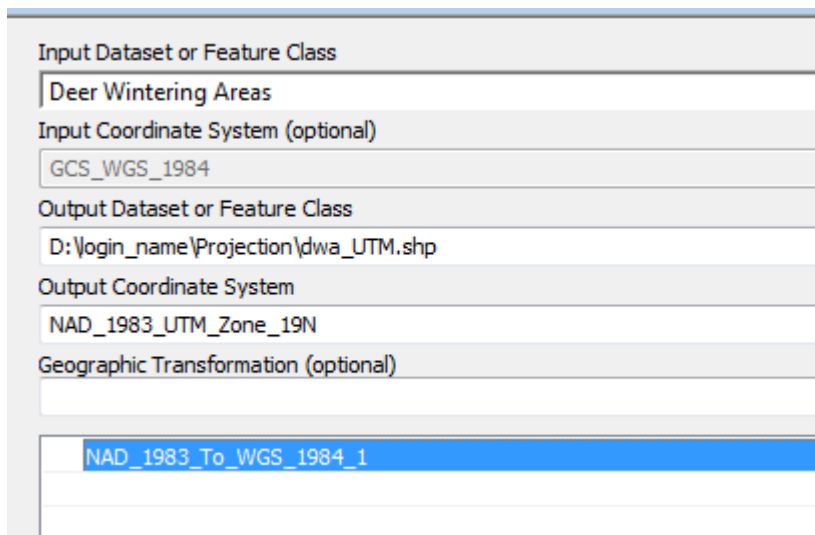 Input Dataset or Feature Class
Deer Wintering Areas
Input Coordinate System (optional)
GCS_WGS_1984
Output Dataset or Feature Class
D:\login_name\Projection\dwa_UTM.shp
Output Coordinate System
NAD_1983_UTM_Zone_19N
Geographic Transformation (optional)
NAD_1983_To_WGS_1984_1